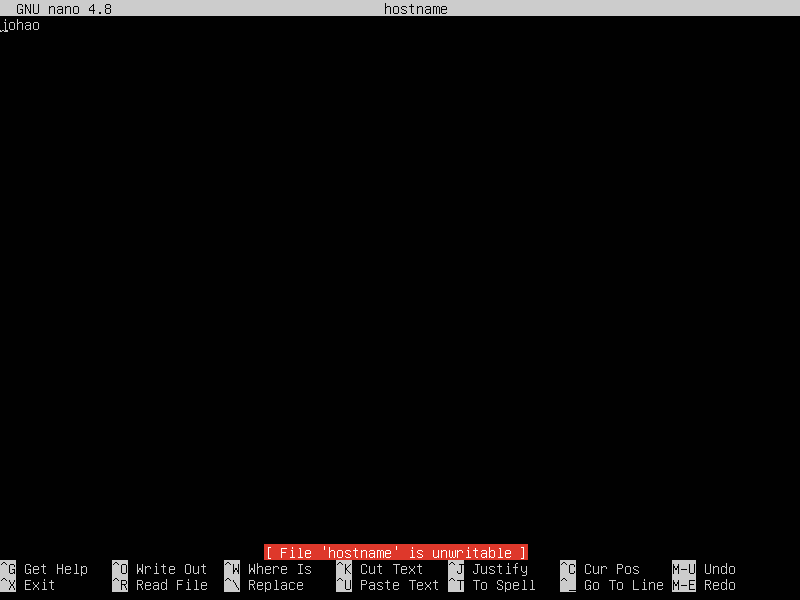 GNU nano 4.8 hostname
johao
[ File 'hostname' is unwritable ]
^G Get Help ^O Write Out ^W Where Is ^K Cut Text ^J Justify ^C Cur Pos M-U Undo
^X Exit ^R Read File ^\ Replace ^U Paste Text ^T To Spell ^_ Go To Line M-E Redo